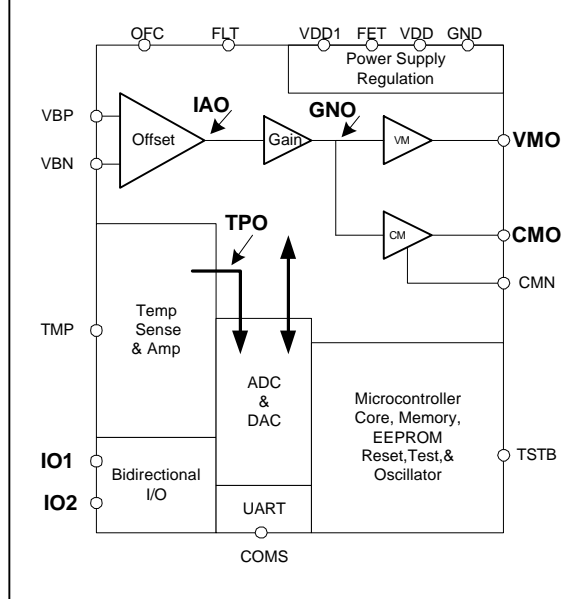 OFC FLT VDD1 FET VDD GND
Power Supply
Regulation
IAO
GNO
VBP
Offset
Gain
VM
VMO
VBN
TPO
CM
CMO
CMN
Temp
Sense
& Amp
TMP
ADC
&
DAC
Microcontroller
Core, Memory,
EEPROM
Reset,Test,&
Oscillator
TSTB
IO1
Bidirectional
I/O
IO2
UART
COMS